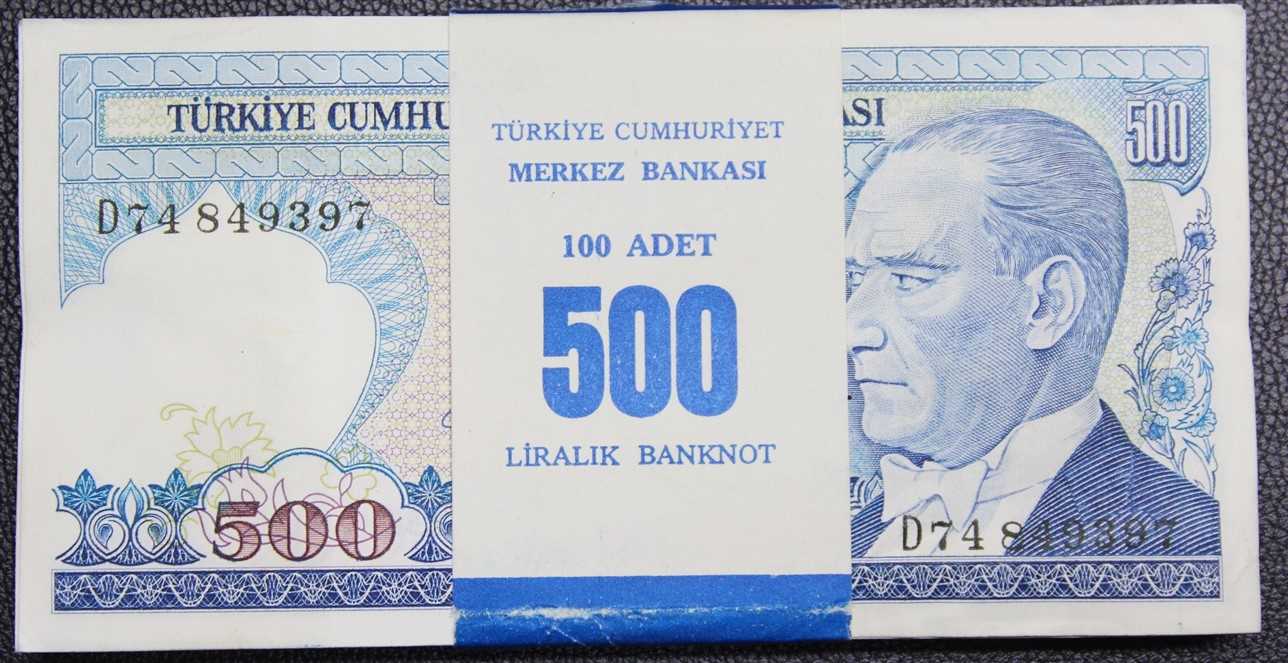 TÜRKİYE CUMHU
ASI
500
D74 849397
TÜRKİYE CUMHURİYET
MERKEZ BANKASI
100 ADET
500
LİRALIK BANKNOT
500
D74 849397